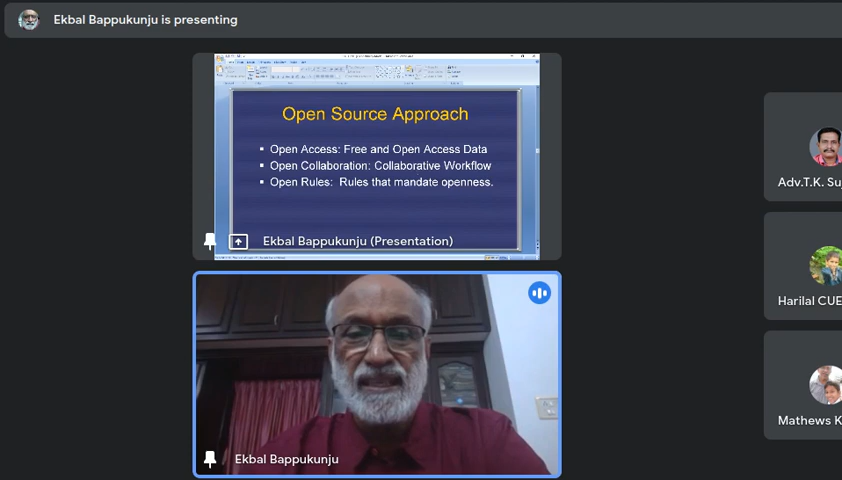 Ekbal Bappukunju is presenting
Open Source Approach
▪ Open Access: Free and Open Access Data
▪ Open Collaboration: Collaborative Workflow
▪ Open Rules: Rules that mandate openness.
Ekbal Bappukunju (Presentation)
Adv.T.K. Su
Harilal CUE
Mathews K
Ekbal Bappukunju